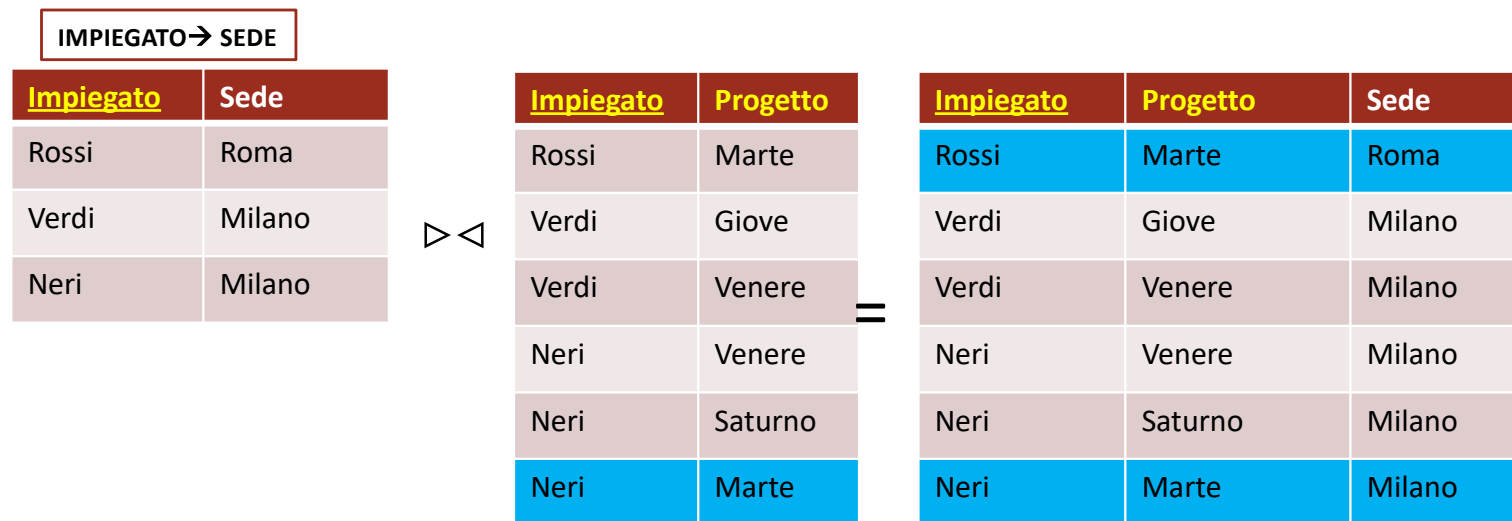 IMPIEGATO→ SEDE
Impiegato Sede
Rossi Roma
Verdi Milano
Neri Milano
▷◁
Impiegato Progetto
Rossi Marte
Verdi Giove
Verdi Venere
Neri Venere
Neri Saturno
Neri Marte
=
Impiegato Progetto Sede
Rossi Marte Roma
Verdi Giove Milano
Verdi Venere Milano
Neri Venere Milano
Neri Saturno Milano
Neri Marte Milano